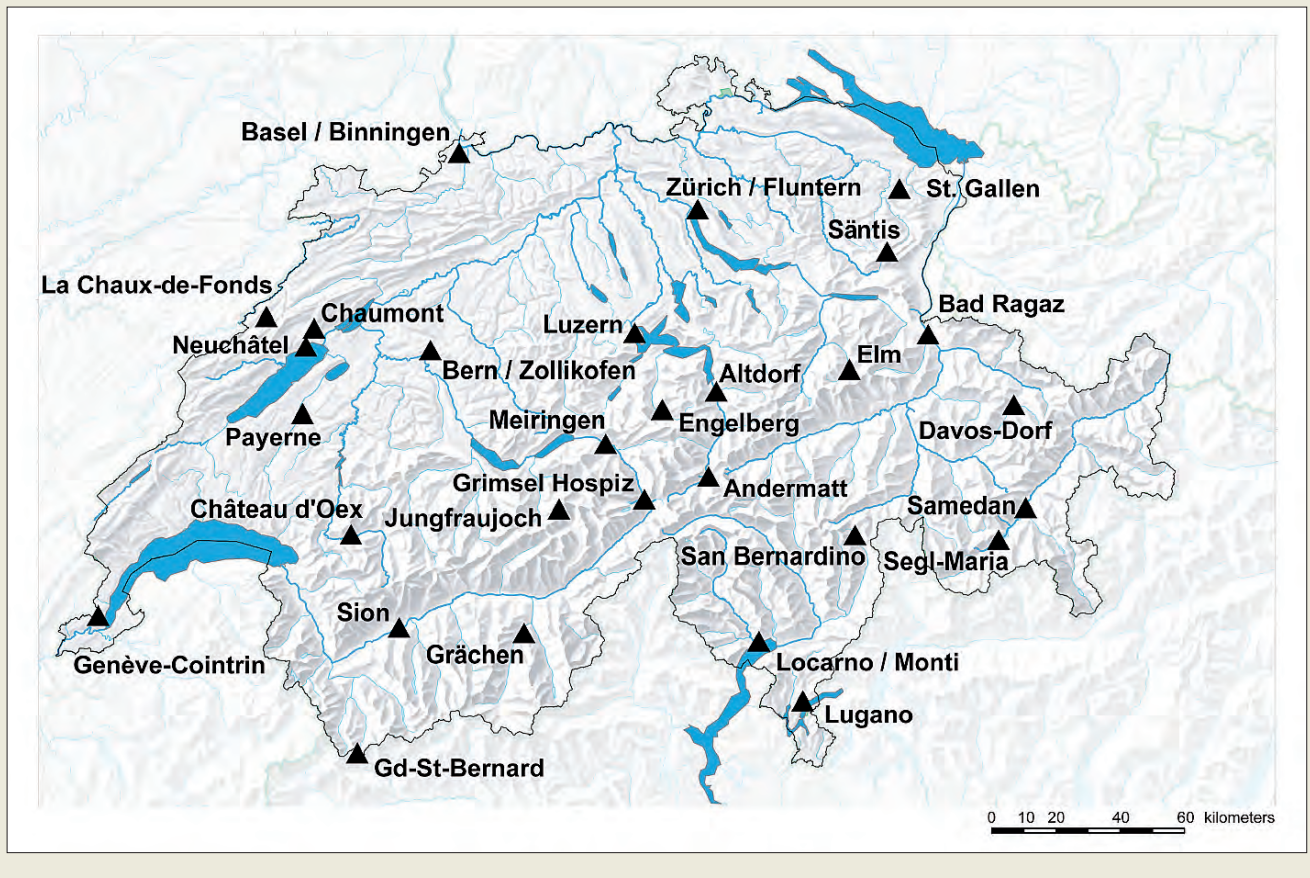 Basel / Binningen
Zürich / Fluntern
St. Gallen
Säntis
La Chaux-de-Fonds
Chaumont
Bad Ragaz
Luzern
Neuchâtel
Elm
Bern / Zollikofen
Altdorf
Meiringen
Engelberg
Davos-Dorf
Payerne
Grimsel Hospiz
Andermatt
Château d'Oex
Jungfraujoch
Samedan
San Bernardino
Segl-Maria
Sion
Grächen
Genève-Cointrin
Locarno / Monti
Lugano
Gd-St-Bernard
0 10 20 40 60 kilometers